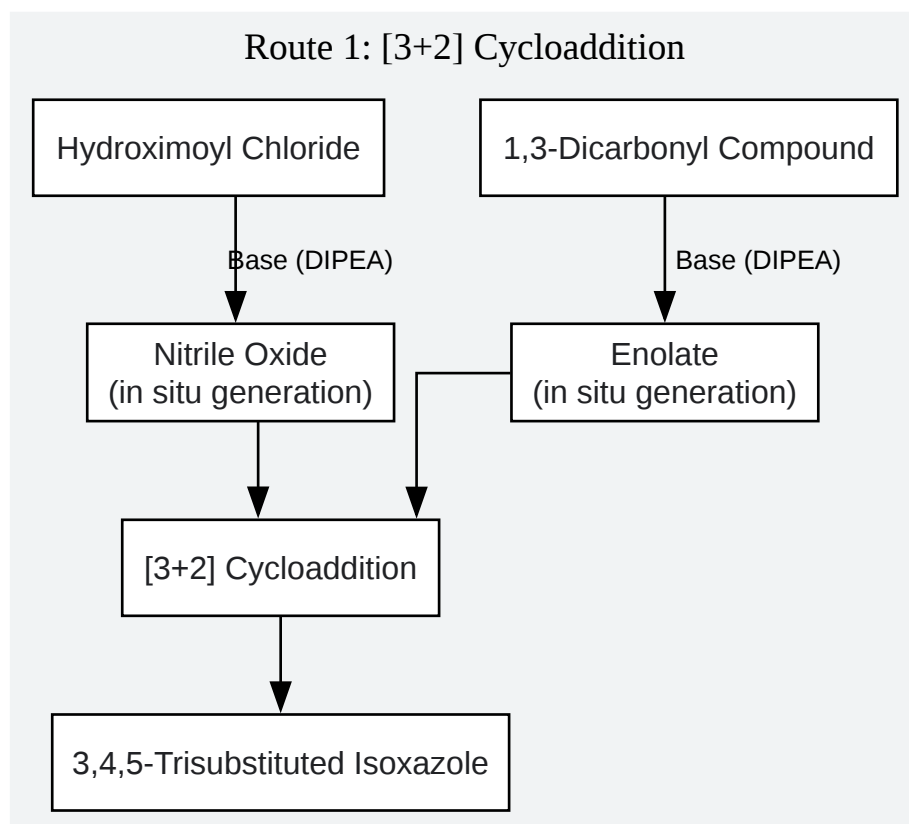 Route 1: [3+2] Cycloaddition
Hydroximoyl Chloride
1,3-Dicarbonyl Compound
Base (DIPEA)
Base (DIPEA)
Nitrile Oxide
(in situ generation)
Enolate
(in situ generation)
[3+2] Cycloaddition
3,4,5-Trisubstituted Isoxazole